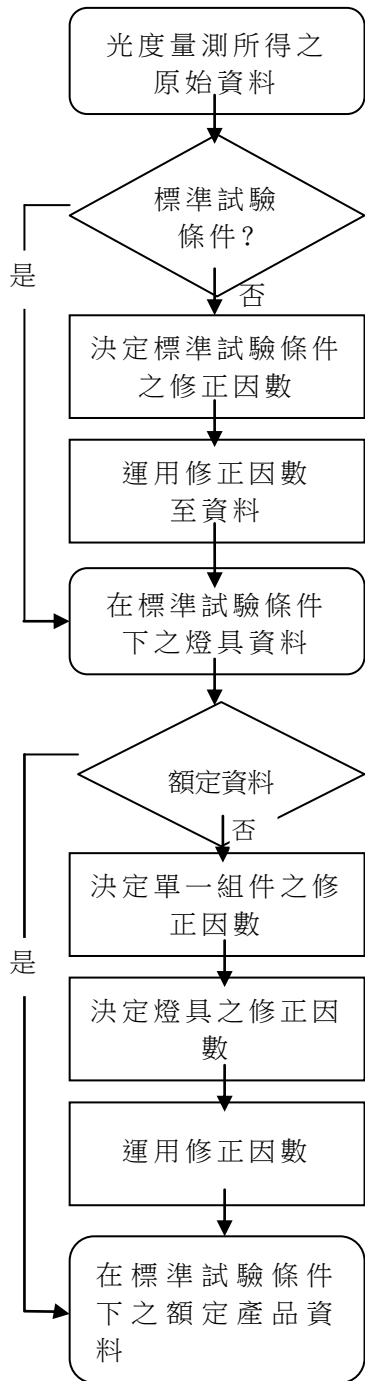 光度量測所得之
原始資料
標準試驗
條件？
是
否
決定標準試驗條件
之修正因數
運用修正因數
至資料
在標準試驗條件
下之燈具資料
額定資料
否
決定單一組件之修
正因數
是
決定燈具之修正因
數
運用修正因數
在標準試驗條件
下之額定產品資
料